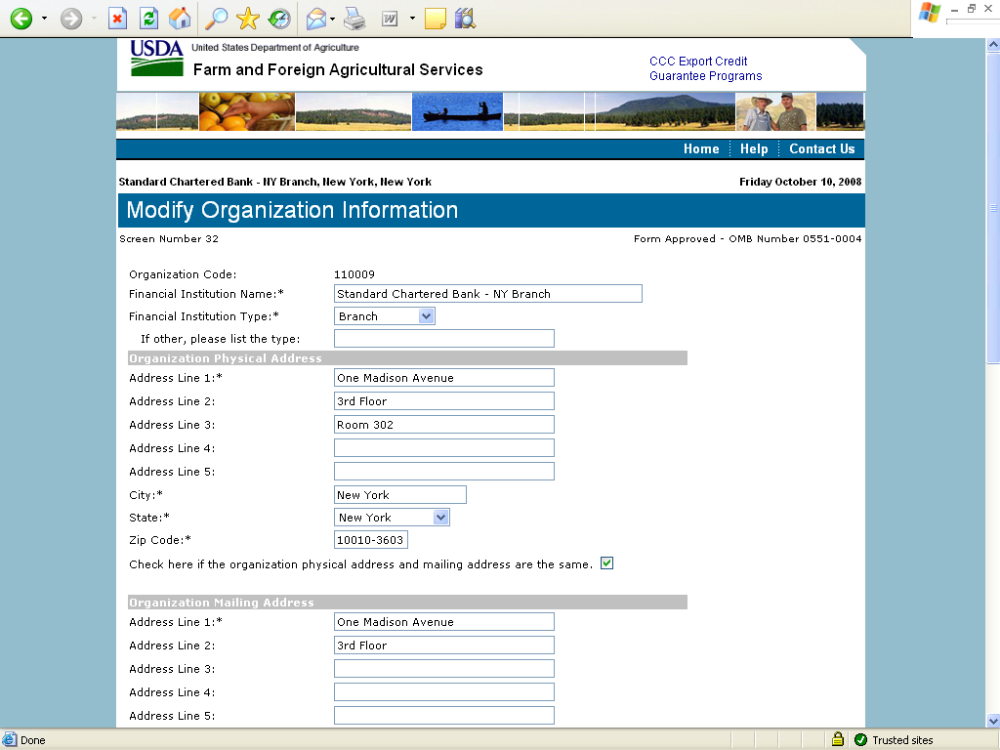 USDA United States Department of Agriculture
Farm and Foreign Agricultural Services
CCC Export Credit
Guarantee Programs
Home Help Contact Us
Standard Chartered Bank - NY Branch, New York, New York Friday October 10, 2008
Modify Organization Information
Screen Number 32 Form Approved - OMB Number 0551-0004
Organization Code: 110009
Financial Institution Name:* Standard Chartered Bank - NY Branch
Financial Institution Type:* Branch
If other, please list the type:
Organization Physical Address
Address Line 1:* One Madison Avenue
Address Line 2: 3rd Floor
Address Line 3: Room 302
Address Line 4:
Address Line 5:
City:* New York
State:* New York
Zip Code:* 10010-3603
Check here if the organization physical address and mailing address are the same.
Organization Mailing Address
Address Line 1:* One Madison Avenue
Address Line 2: 3rd Floor
Address Line 3:
Address Line 4:
Address Line 5:
Done Trusted sites